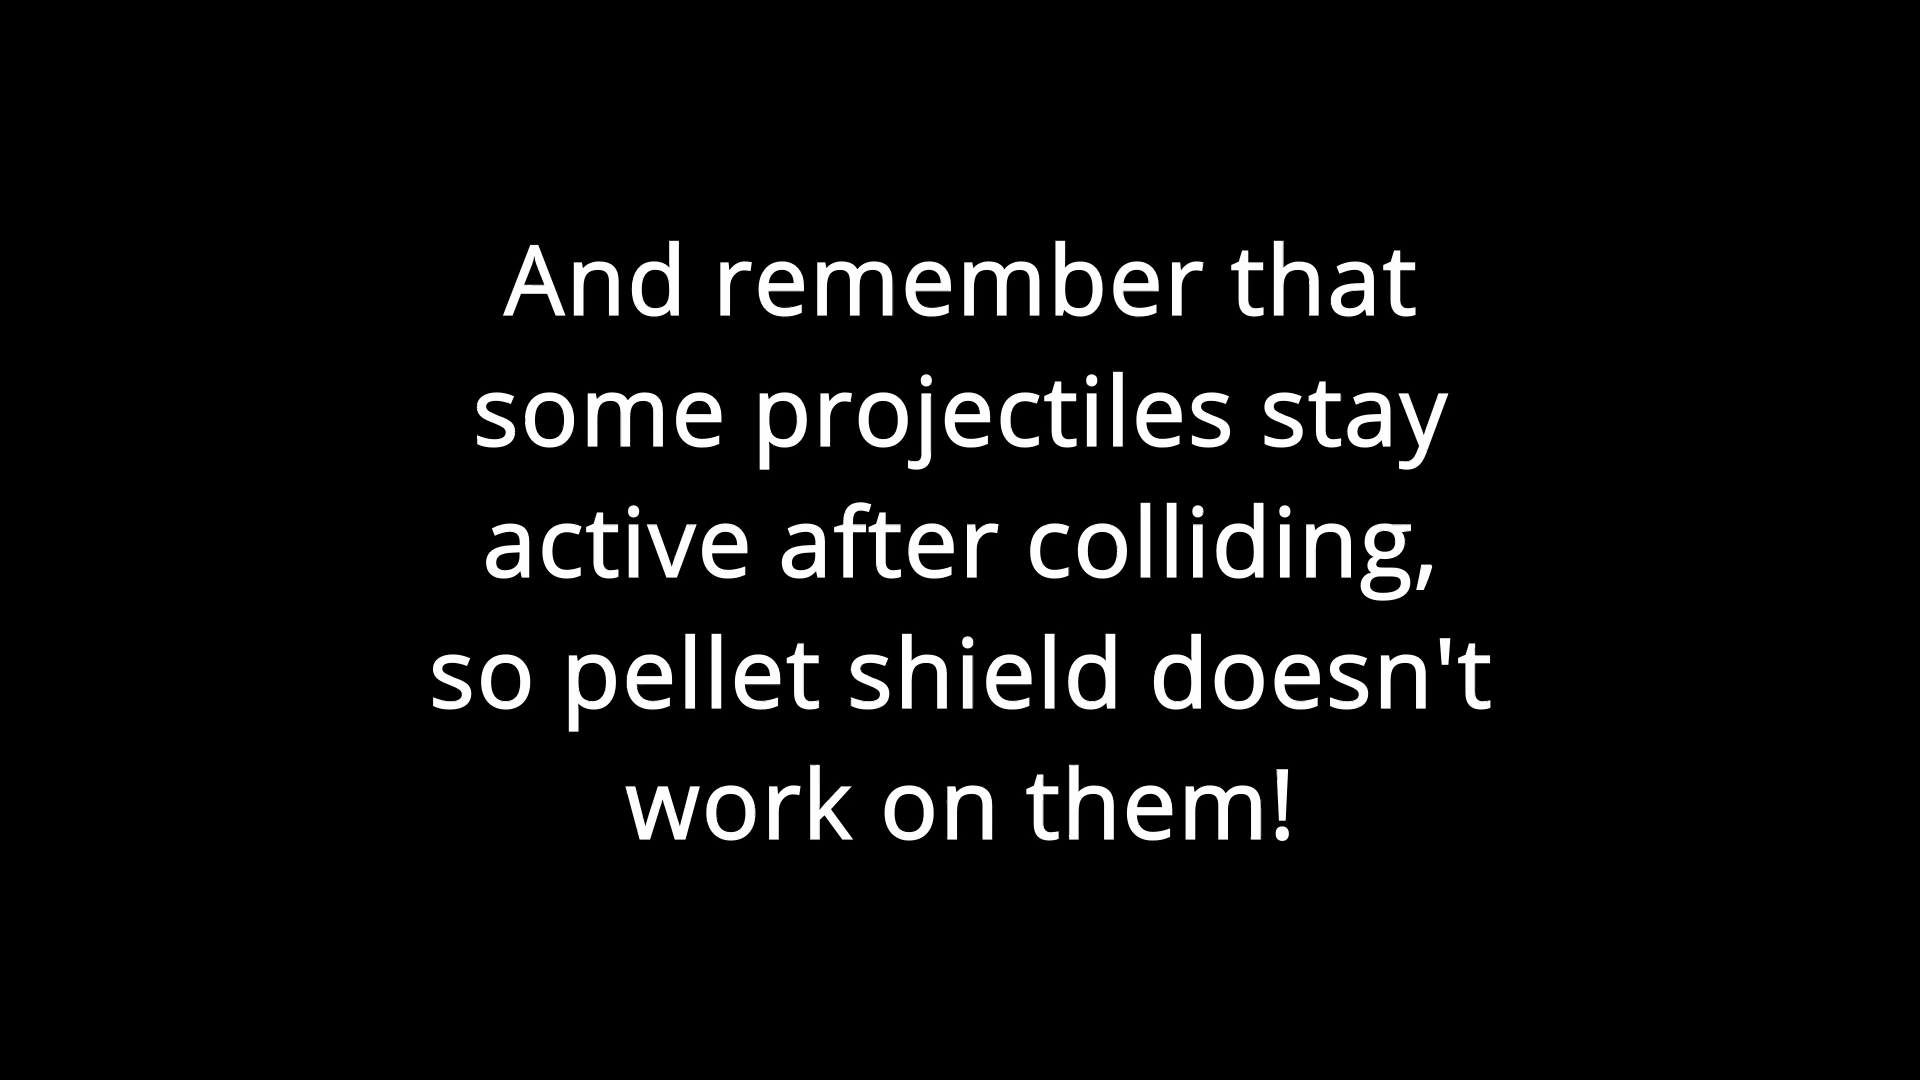 And remember that
some projectiles stay
active after colliding,
so pellet shield doesn't
work on them!